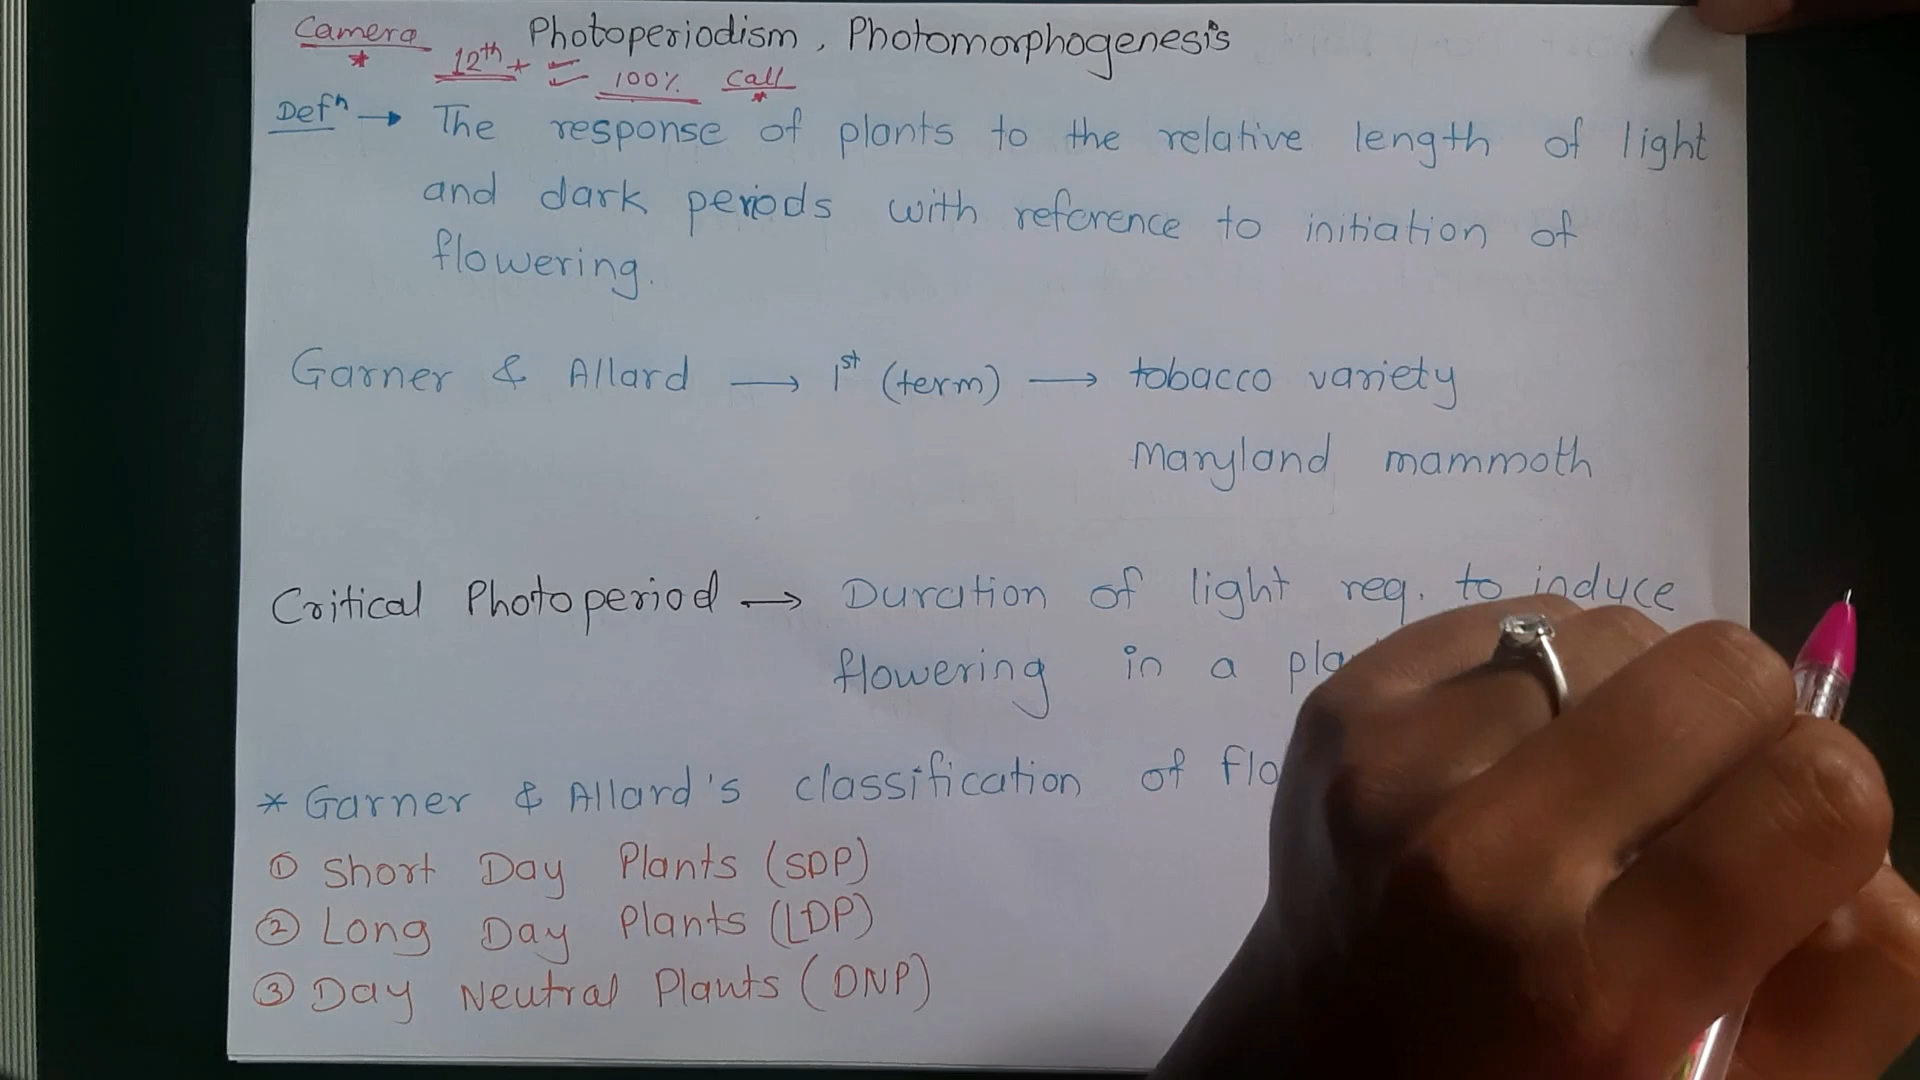 Camera Photoperiodism, Photomorphogenesis
12th 100% Call
Defn → The response of plants to the relative length of light
and dark periods with reference to initiation of
flowering.
Garner & Allard → 1st (term) → tobacco variety
Maryland mammoth
Critical Photoperiod → Duration of light req. to induce
flowering in a
* Garner & Allard's classification of
① Short Day Plants (SDP)
② Long Day Plants (LDP)
③ Day Neutral Plants (DNP)